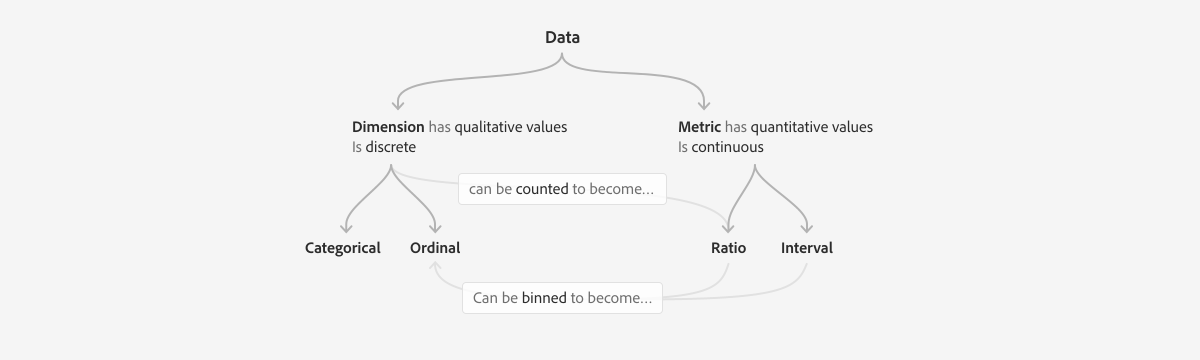 Data
Dimension has qualitative values
Is discrete
Metric has quantitative values
Is continuous
can be counted to become…
Categorical
Ordinal
Ratio
Interval
Can be binned to become…